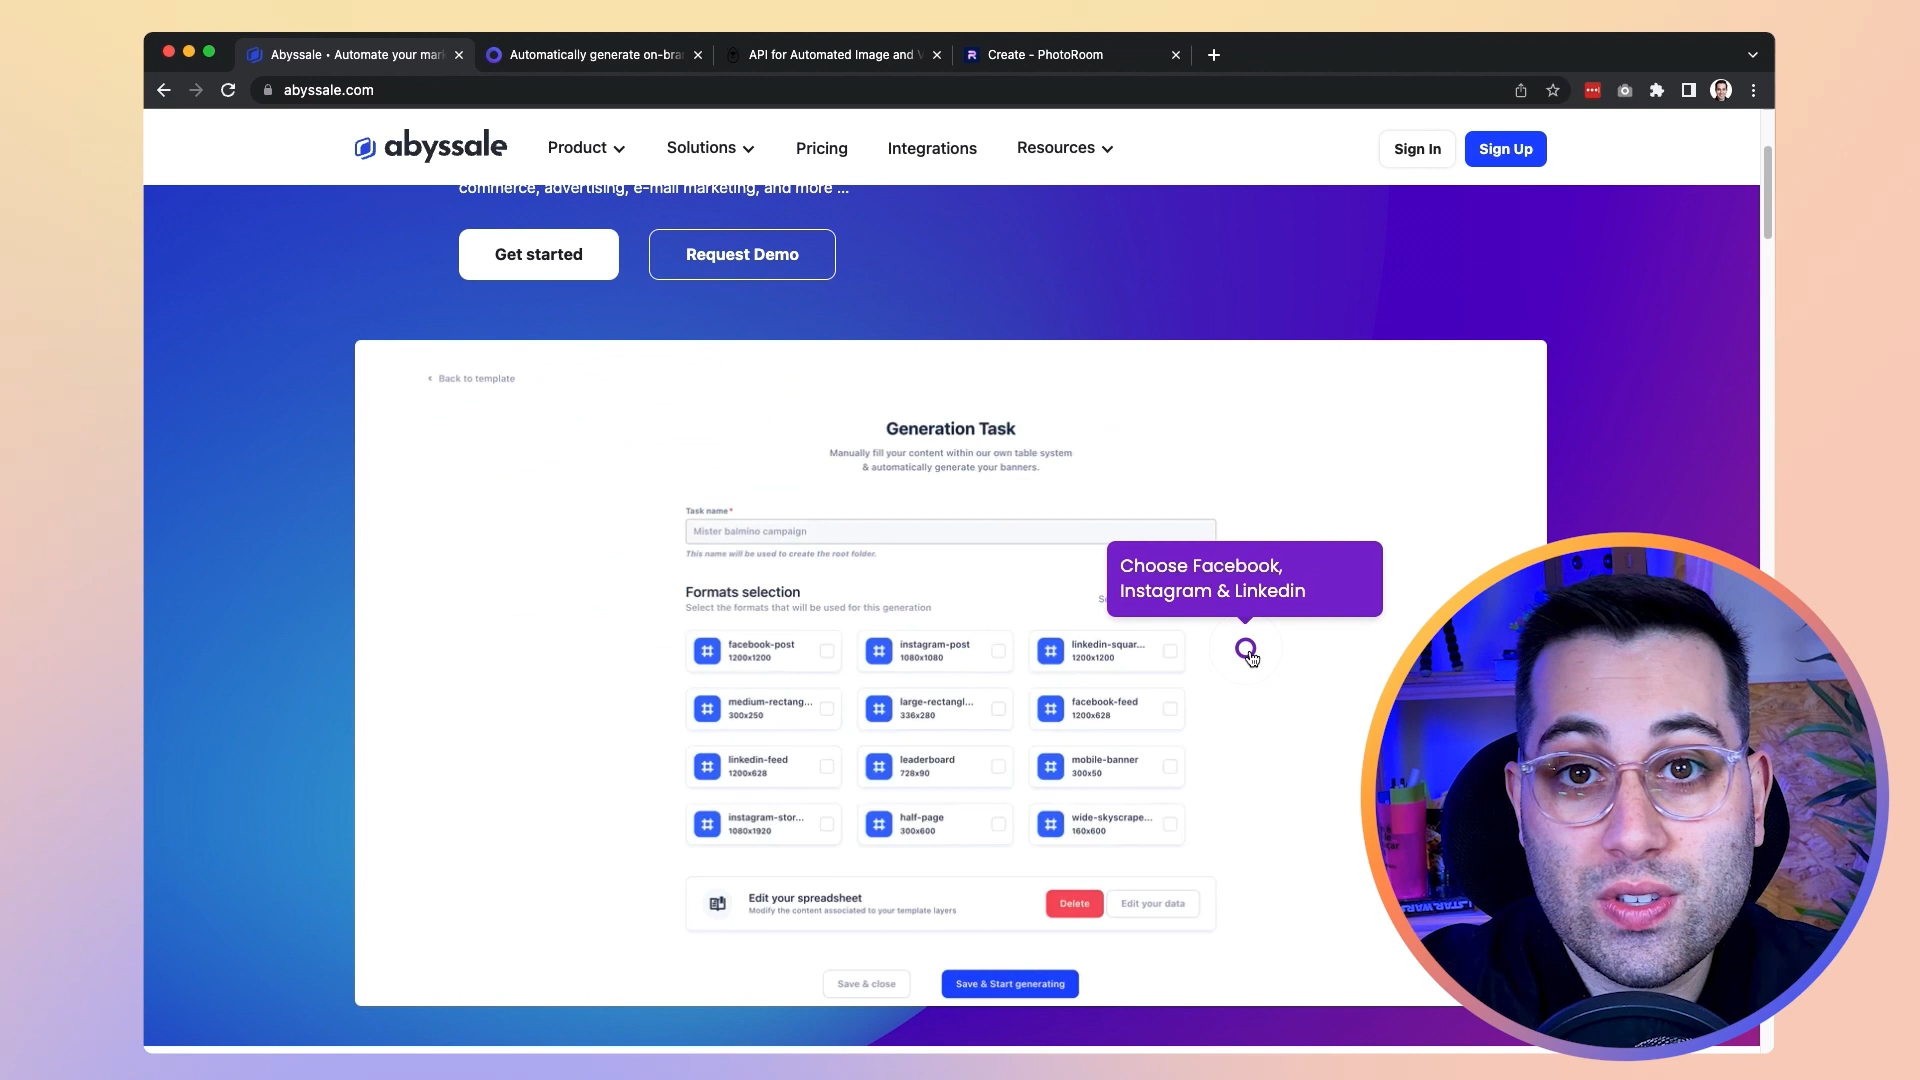 Abyssale • Automate your mar
Automatically generate on-bra
API for Automated Image and V
Create - PhotoRoom
abyssale.com
abyssale
Product
Solutions
Pricing
Integrations
Resources
Sign In
Sign Up
commerce, advertising, e-mail marketing, and more ...
Get started
Request Demo
Back to template
Generation Task
Manually fill your content within our own table system
& automatically generate your banners.
Task name*
Mister balmino campaign
This name will be used to create the root folder.
Choose Facebook,
Instagram & Linkedin
Formats selection
Select the formats that will be used for this generation
facebook-post
1200x1200
instagram-post
1080x1080
linkedin-squar...
1200x1200
medium-rectang...
300x250
large-rectangl...
336x280
facebook-feed
1200x628
linkedin-feed
1200x628
leaderboard
728x90
mobile-banner
300x50
instagram-stor...
1080x1920
half-page
300x600
wide-skyscrape...
160x600
Edit your spreadsheet
Modify the content associated to your template layers
Delete
Edit your data
Save & close
Save & Start generating